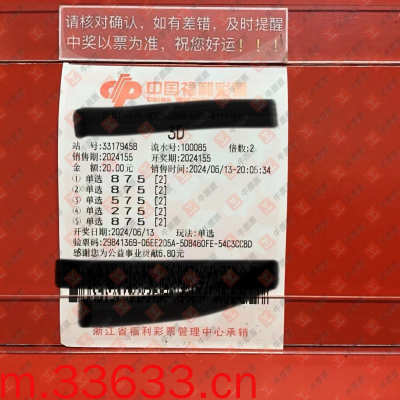 请核对确认，如有差错，及时提醒
中奖以票为准，祝您好运！！！
中国福利彩票
3D
站 号:33179458 流水号:100085 倍数:2
销售期:2024155 开奖期:2024155
金 额:20.00元 销售时间:2024/06/13-20:05:34
① 单选 8 7 5 [2]
② 单选 8 7 5 [2]
③ 单选 5 7 5 [2]
④ 单选 2 7 5 [2]
⑤ 单选 8 7 5 [2]
开奖日期:2024/06/13 玩法:单选
感谢您为公益事业贡献6.80元
浙江省福利彩票管理中心承销
m.33633.cn